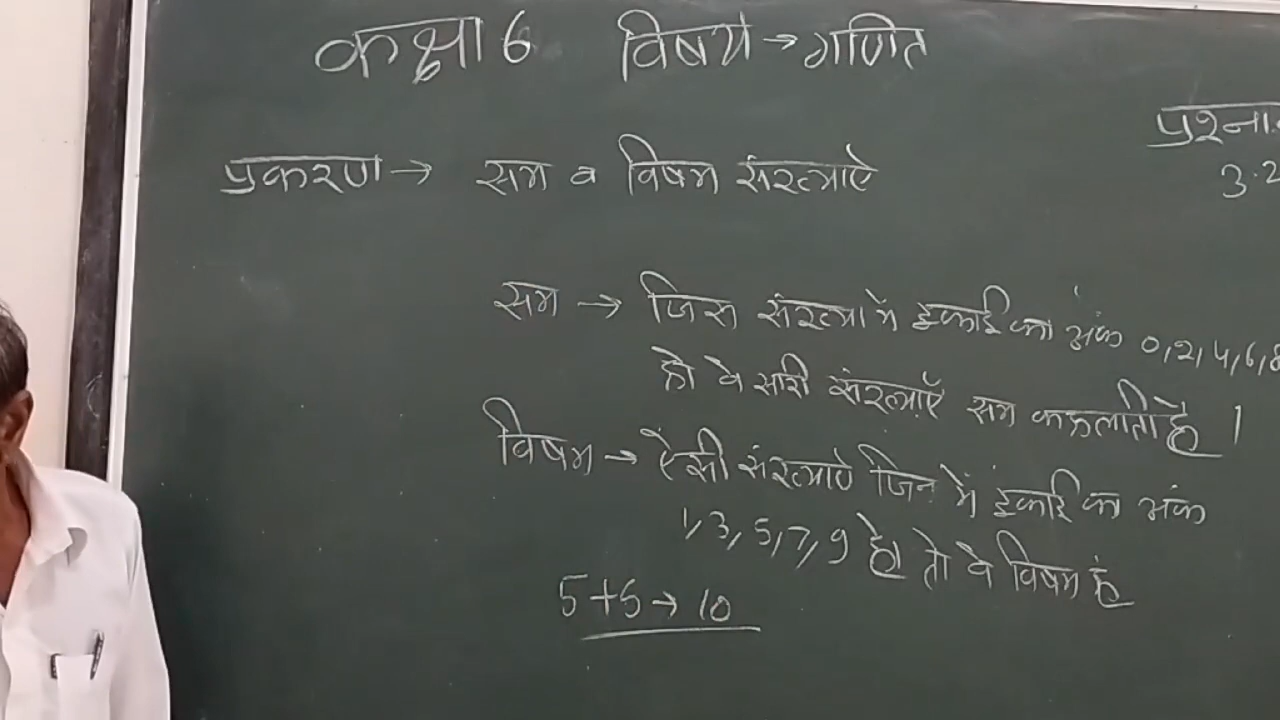 कक्षा 6 विषय → गणित
प्रश्ना
3.2
प्रकरण → सम व विषम संख्याऐ
सम → जिस संख्या में इकाई का अंक 0,2,4,6,8
हो वे सारी संख्याएँ सम कहलाती है ।
विषम → ऐसी संख्याऐ जिन में इकाई का अंक
1,3,5,7,9 हो तो वे विषम है
5+5 → 10